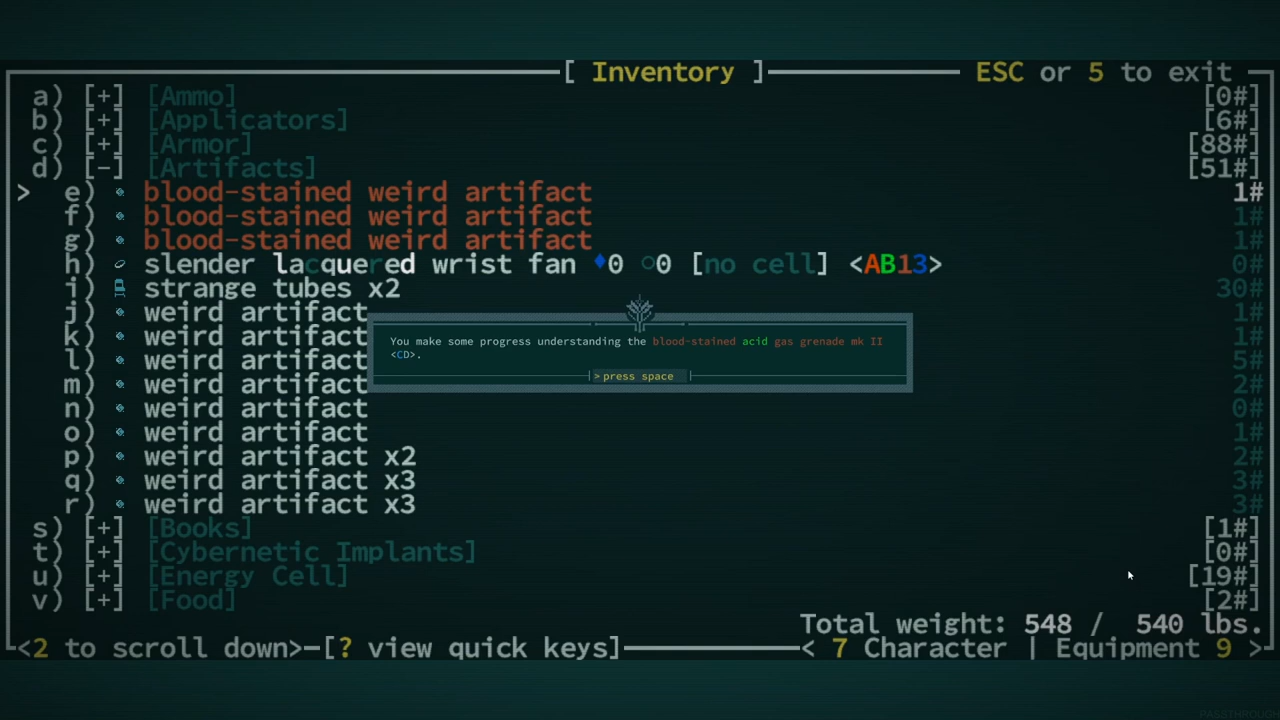 [ Inventory ] ESC or 5 to exit
a) [+] [Ammo] [0#]
b) [+] [Applicators] [6#]
c) [+] [Armor] [88#]
d) [-] [Artifacts] [51#]
> e) blood-stained weird artifact 1#
f) blood-stained weird artifact 1#
g) blood-stained weird artifact 1#
h) slender lacquered wrist fan ♦0 ○0 [no cell] <AB13> 0#
i) strange tubes x2 30#
j) weird artifact 1#
k) weird artifact 1#
l) weird artifact 5#
m) weird artifact 2#
n) weird artifact 0#
o) weird artifact 1#
p) weird artifact x2 2#
q) weird artifact x3 3#
r) weird artifact x3 3#
You make some progress understanding the blood-stained acid gas grenade mk II
<CD>.
> press space
s) [+] [Books] [1#]
t) [+] [Cybernetic Implants] [0#]
u) [+] [Energy Cell] [19#]
v) [+] [Food] [2#]
Total weight: 548 / 540 lbs.
<2 to scroll down> [? view quick keys] < 7 Character | Equipment 9 >